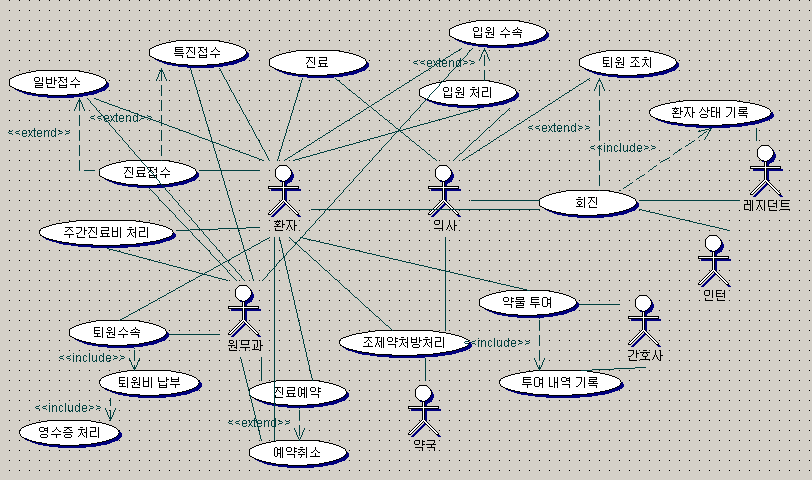 입원 수속
특진접수
진료
<<extend>>
퇴원 조치
일반접수
입원 처리
환자 상태 기록
<<extend>>
<<extend>>
<<extend>>
<<include>>
진료접수
회진
레지던트
환자
의사
주간진료비 처리
인턴
약물 투여
퇴원수속
원무과
조제약처방처리
<<include>>
간호사
<<include>>
퇴원비 납부
투여 내역 기록
진료예약
<<include>>
<<extend>>
영수증 처리
약국
예약취소